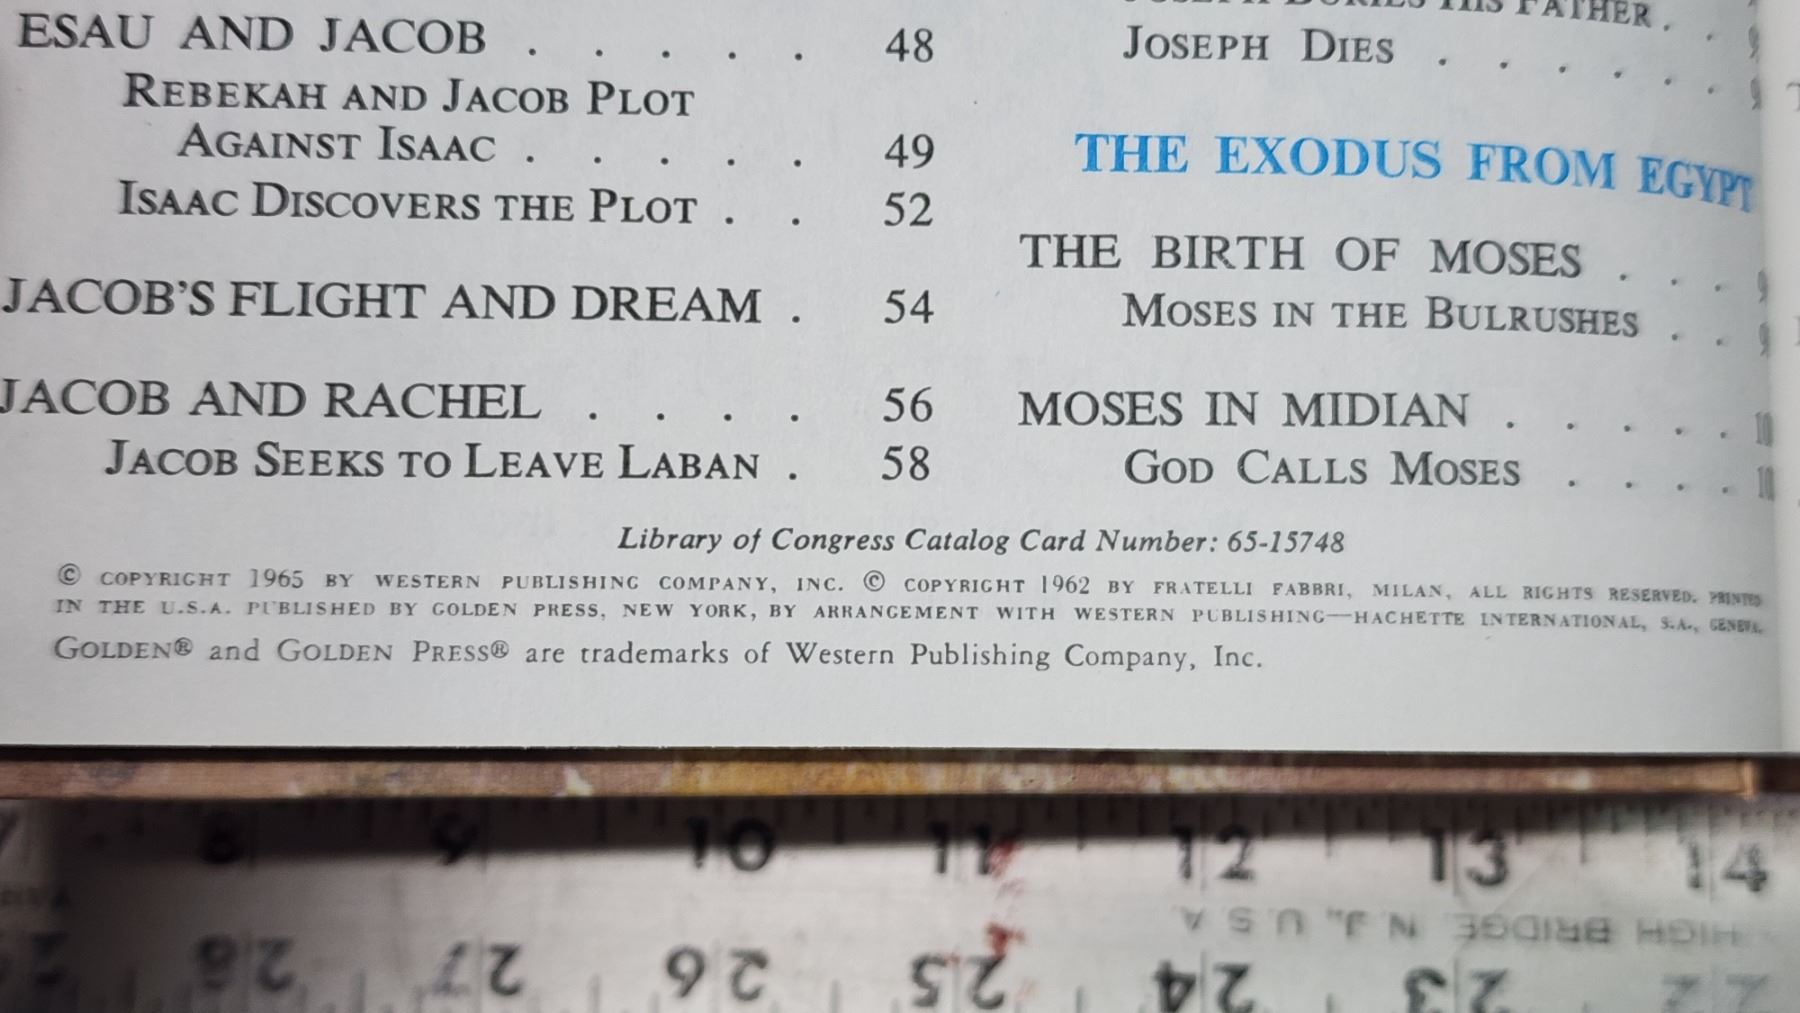 ESAU AND JACOB . . . . . 48
REBEKAH AND JACOB PLOT
AGAINST ISAAC . . . . . 49
ISAAC DISCOVERS THE PLOT . . 52
JACOB'S FLIGHT AND DREAM . 54
JACOB AND RACHEL . . . . 56
JACOB SEEKS TO LEAVE LABAN . 58
HIS FATHER . .
JOSEPH DIES . . . . . .
THE EXODUS FROM EGYPT
THE BIRTH OF MOSES . . .
MOSES IN THE BULRUSHES . .
MOSES IN MIDIAN . . . . .
GOD CALLS MOSES . . . .
Library of Congress Catalog Card Number: 65-15748
© COPYRIGHT 1965 BY WESTERN PUBLISHING COMPANY, INC. © COPYRIGHT 1962 BY FRATELLI FABBRI, MILAN, ALL RIGHTS RESERVED. PRINTED
IN THE U.S.A. PUBLISHED BY GOLDEN PRESS, NEW YORK, BY ARRANGEMENT WITH WESTERN PUBLISHING—HACHETTE INTERNATIONAL, S.A., GENEVA.
GOLDEN® and GOLDEN PRESS® are trademarks of Western Publishing Company, Inc.
8 9 10 11 12 13 14
HIGH BRIDGE, N.J., U S A
28 27 26 25 24 23 22